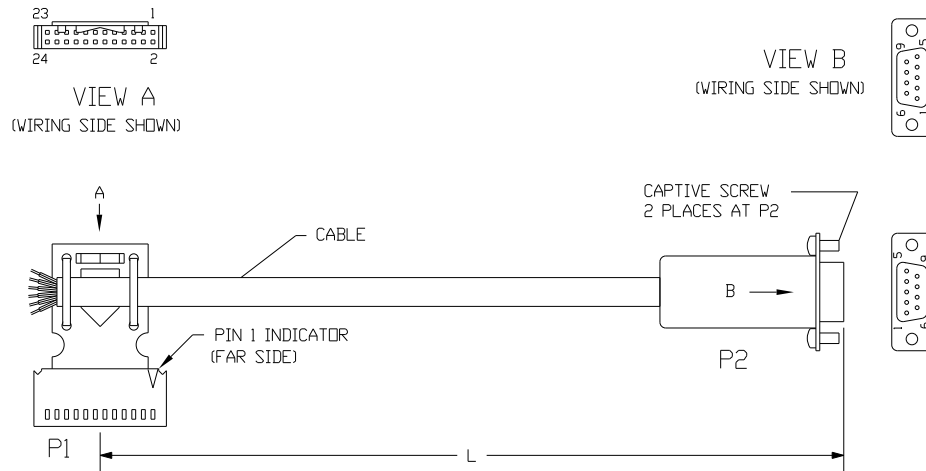 23 1
24 2
VIEW A
(WIRING SIDE SHOWN)
VIEW B
(WIRING SIDE SHOWN)
9 5
6 1
A
CABLE
CAPTIVE SCREW
2 PLACES AT P2
B
5 9
1 6
PIN 1 INDICATOR
(FAR SIDE)
P2
P1
L